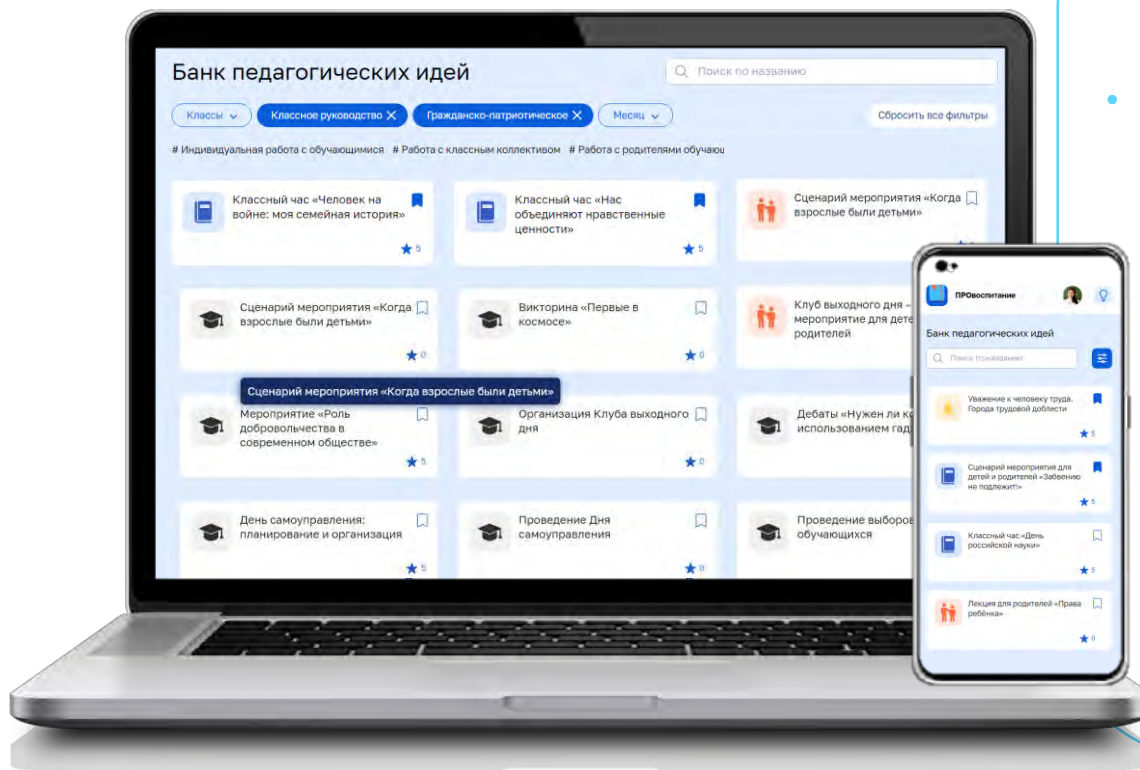 Банк педагогических идей
Поиск по названию
Классы
Классное руководство
Гражданско-патриотическое
Месяц
Сбросить все фильтры
# Индивидуальная работа с обучающимися # Работа с классным коллективом # Работа с родителями обучаю
Классный час «Человек на
войне: моя семейная история»
5
Классный час «Нас
объединяют нравственные
ценности»
5
Сценарий мероприятия «Когда
взрослые были детьми»
Сценарий мероприятия «Когда
взрослые были детьми»
0
Викторина «Первые в
космосе»
0
Клуб выходного дня –
мероприятие для дете
родителей
Сценарий мероприятия «Когда взрослые были детьми»
Мероприятие «Роль
добровольчества в
современном обществе»
5
Организация Клуба выходного
дня
0
Дебаты «Нужен ли к
использованием гад
День самоуправления:
планирование и организация
5
Проведение Дня
самоуправления
0
Проведение выборов
обучающихся
ПРОвоспитание
Банк педагогических идей
Поиск по названию
Уважение к человеку труда.
Города трудовой доблести
5
Сценарий мероприятия для
детей и родителей «Забвению
не подлежит!»
5
Классный час «День
российской науки»
5
Лекция для родителей «Права
ребёнка»
0